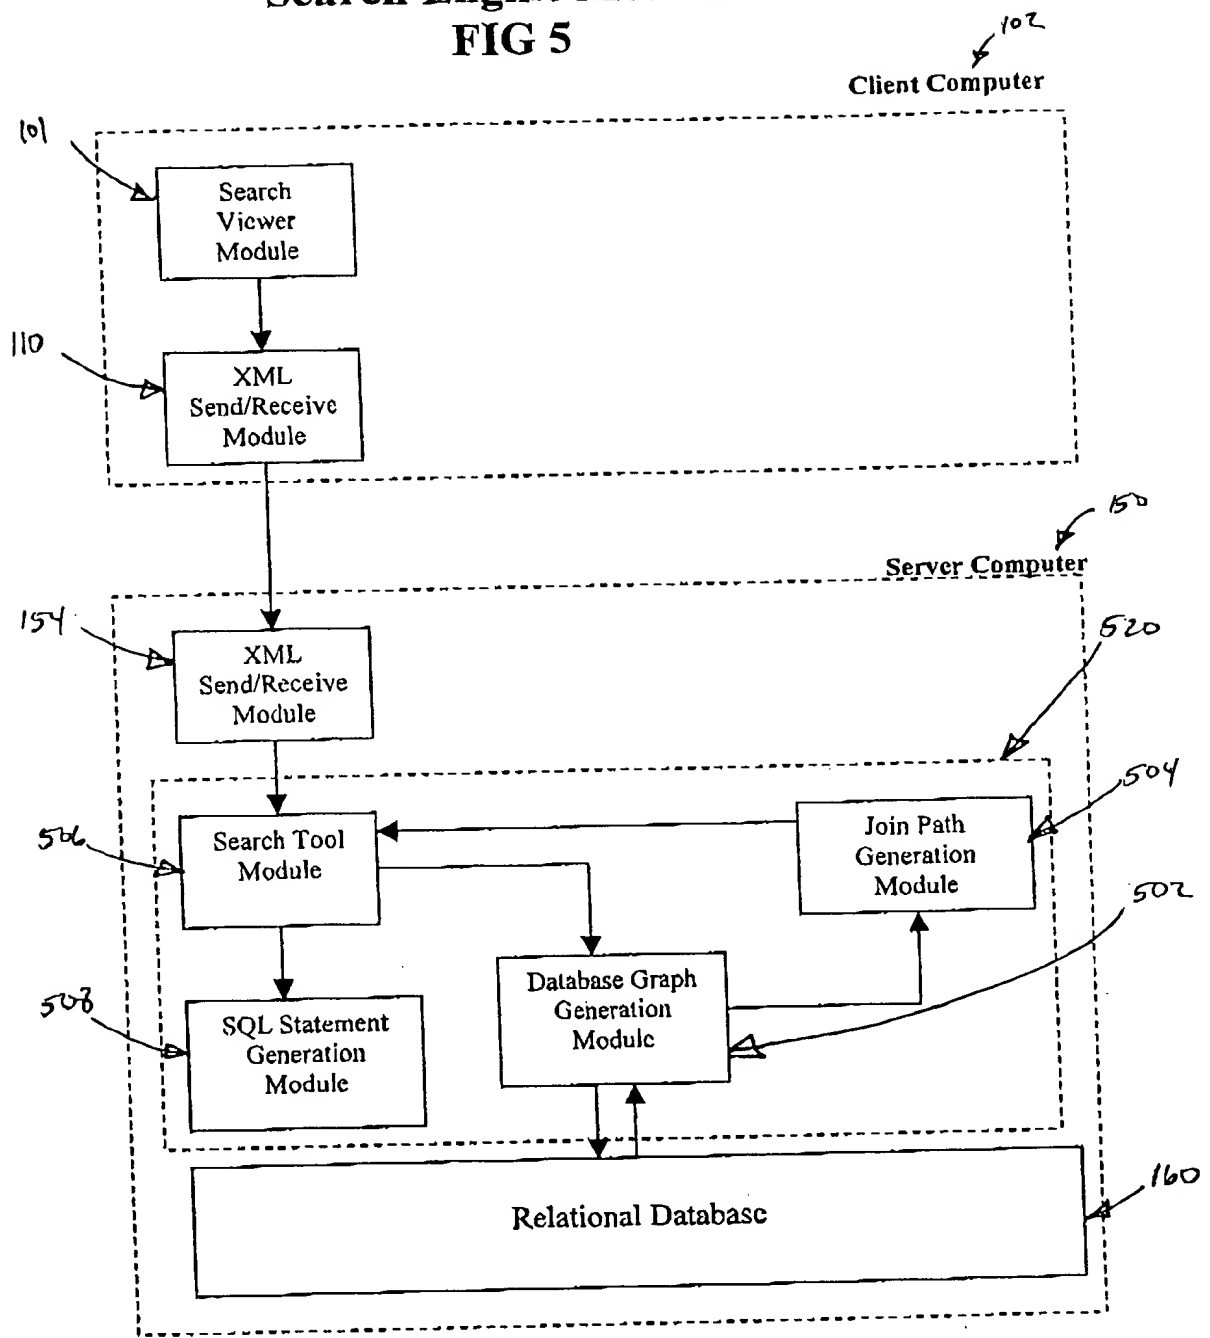 FIG 5
102
Client Computer
101
Search
Viewer
Module
110
XML
Send/Receive
Module
150
Server Computer
154
XML
Send/Receive
Module
520
504
506
Search Tool
Module
Join Path
Generation
Module
502
Database Graph
Generation
Module
508
SQL Statement
Generation
Module
160
Relational Database